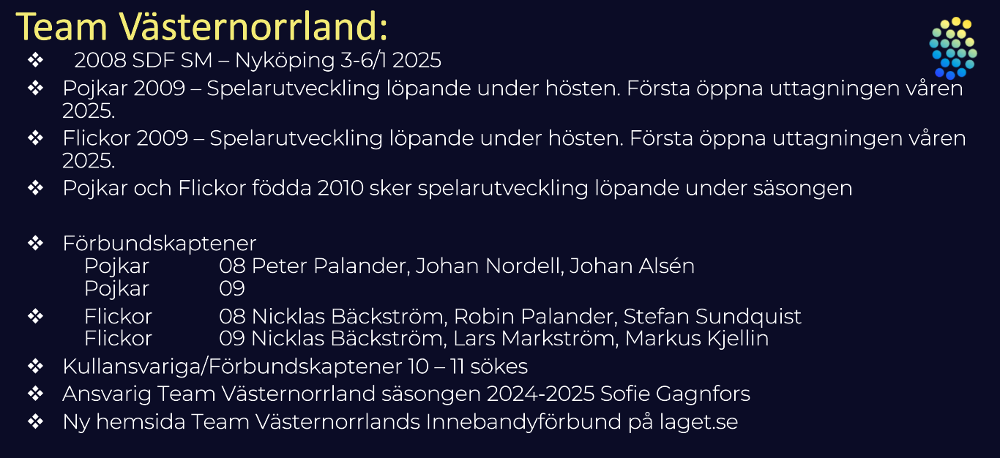 Team Västernorrland:
❖ 2008 SDF SM – Nyköping 3-6/1 2025
❖ Pojkar 2009 – Spelarutveckling löpande under hösten. Första öppna uttagningen våren
2025.
❖ Flickor 2009 – Spelarutveckling löpande under hösten. Första öppna uttagningen våren
2025.
❖ Pojkar och Flickor födda 2010 sker spelarutveckling löpande under säsongen
❖ Förbundskaptener
Pojkar 08 Peter Palander, Johan Nordell, Johan Alsén
Pojkar 09
❖ Flickor 08 Nicklas Bäckström, Robin Palander, Stefan Sundquist
Flickor 09 Nicklas Bäckström, Lars Markström, Markus Kjellin
❖ Kullansvariga/Förbundskaptener 10 – 11 sökes
❖ Ansvarig Team Västernorrland säsongen 2024-2025 Sofie Gagnfors
❖ Ny hemsida Team Västernorrlands Innebandyförbund på laget.se